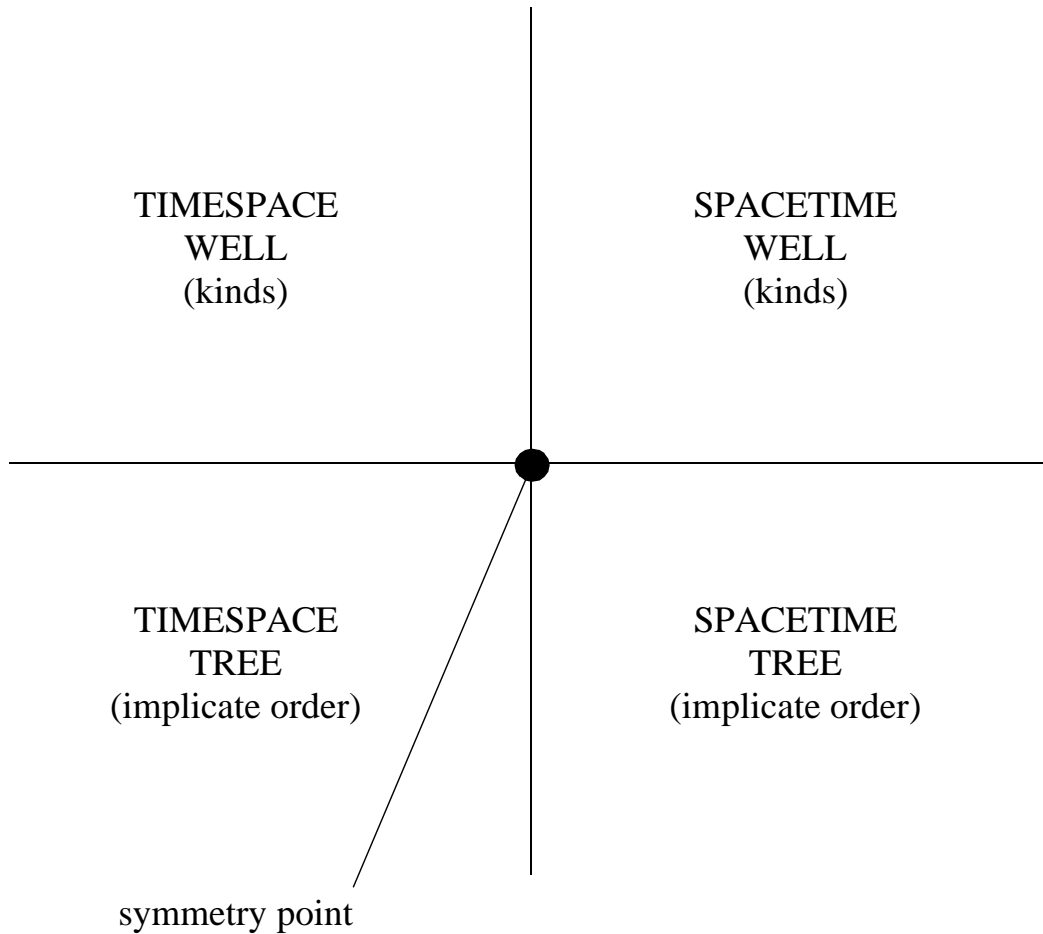 TIMESPACE
WELL
(kinds)
SPACETIME
WELL
(kinds)
TIMESPACE
TREE
(implicate order)
SPACETIME
TREE
(implicate order)
symmetry point